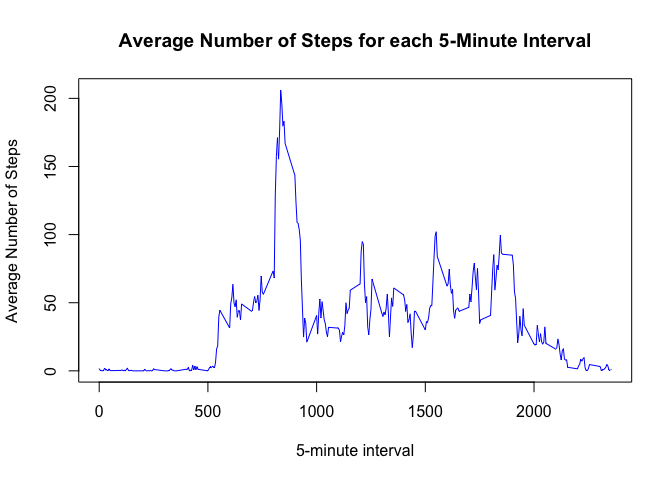 Average Number of Steps for each 5-Minute Interval
Average Number of Steps
200
150
100
50
0
0 500 1000 1500 2000
5-minute interval